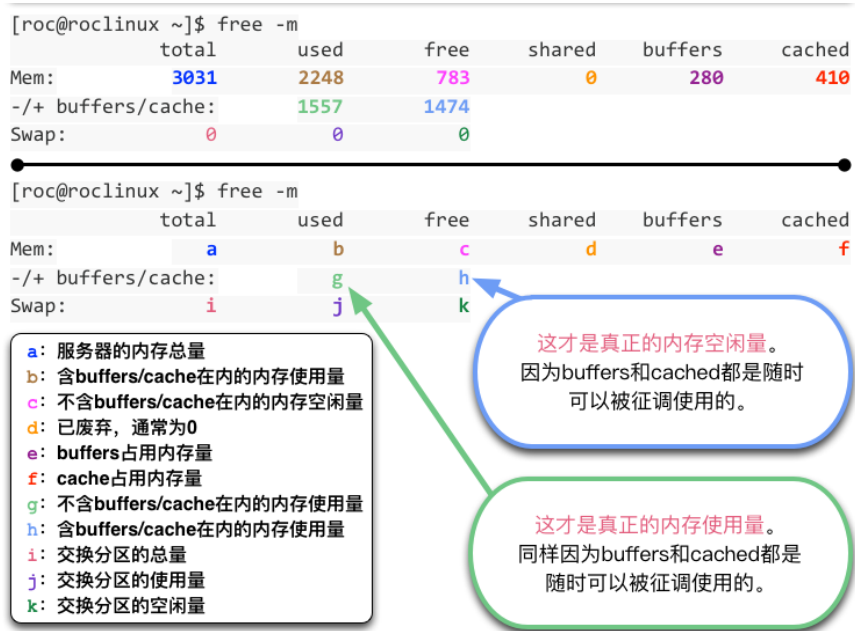 [roc@roclinux ~]$ free -m
total used free shared buffers cached
Mem: 3031 2248 783 0 280 410
-/+ buffers/cache: 1557 1474
Swap: 0 0 0
[roc@roclinux ~]$ free -m
total used free shared buffers cached
Mem: a b c d e f
-/+ buffers/cache: g h
Swap: i j k
a: 服务器的内存总量
b: 含buffers/cache在内的内存使用量
c: 不含buffers/cache在内的内存空闲量
d: 已废弃，通常为0
e: buffers占用内存量
f: cache占用内存量
g: 不含buffers/cache在内的内存使用量
h: 含buffers/cache在内的内存使用量
i: 交换分区的总量
j: 交换分区的使用量
k: 交换分区的空闲量
这才是真正的内存空闲量。
因为buffers和cached都是随时
可以被征调使用的。
这才是真正的内存使用量。
同样因为buffers和cached都是
随时可以被征调使用的。